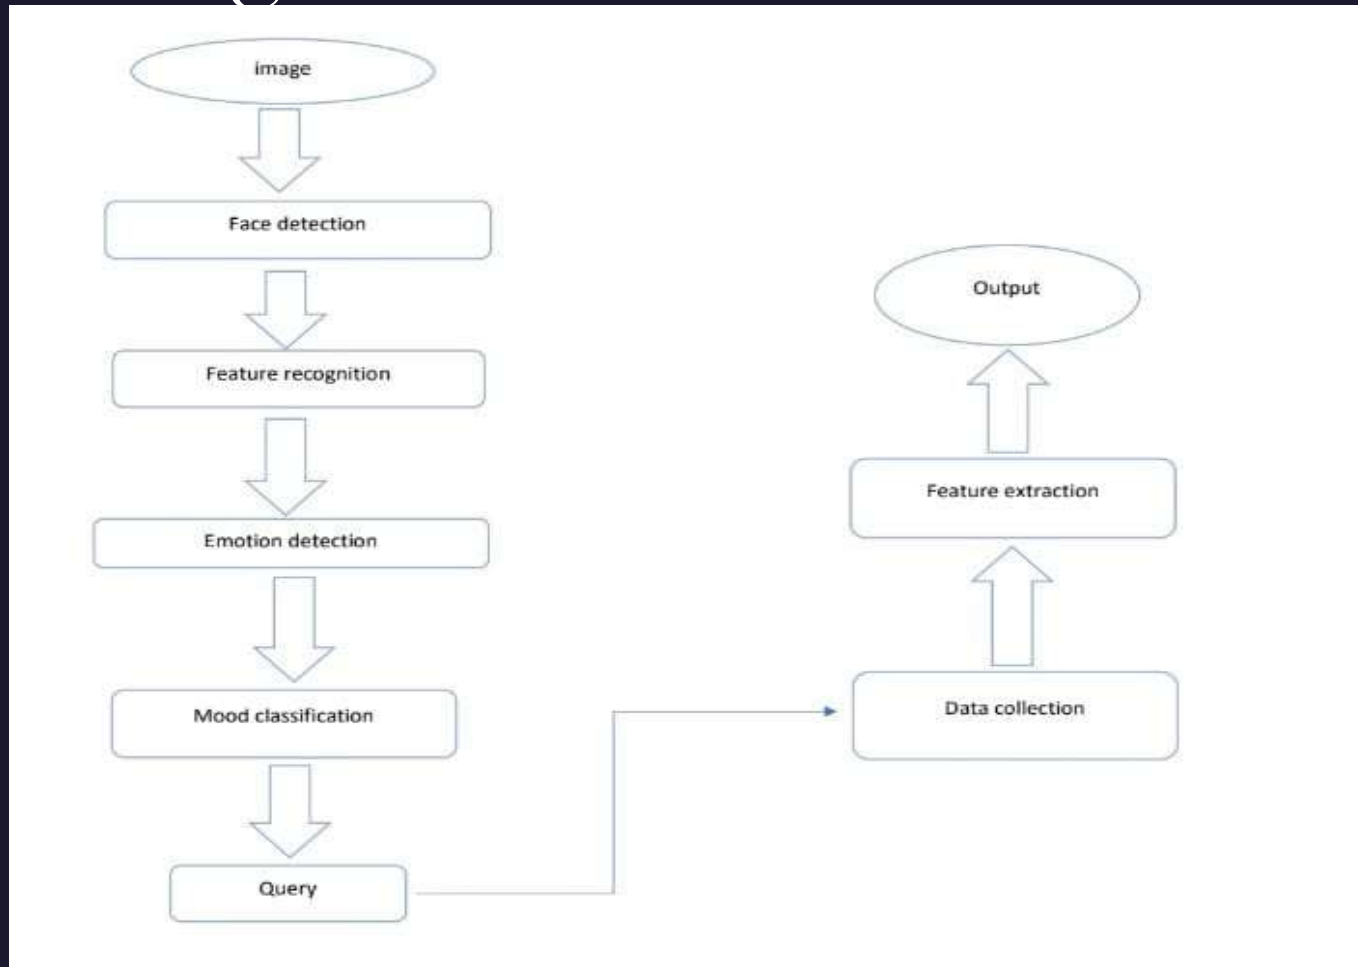 image
Face detection
Feature recognition
Emotion detection
Mood classification
Query
Data collection
Feature extraction
Output